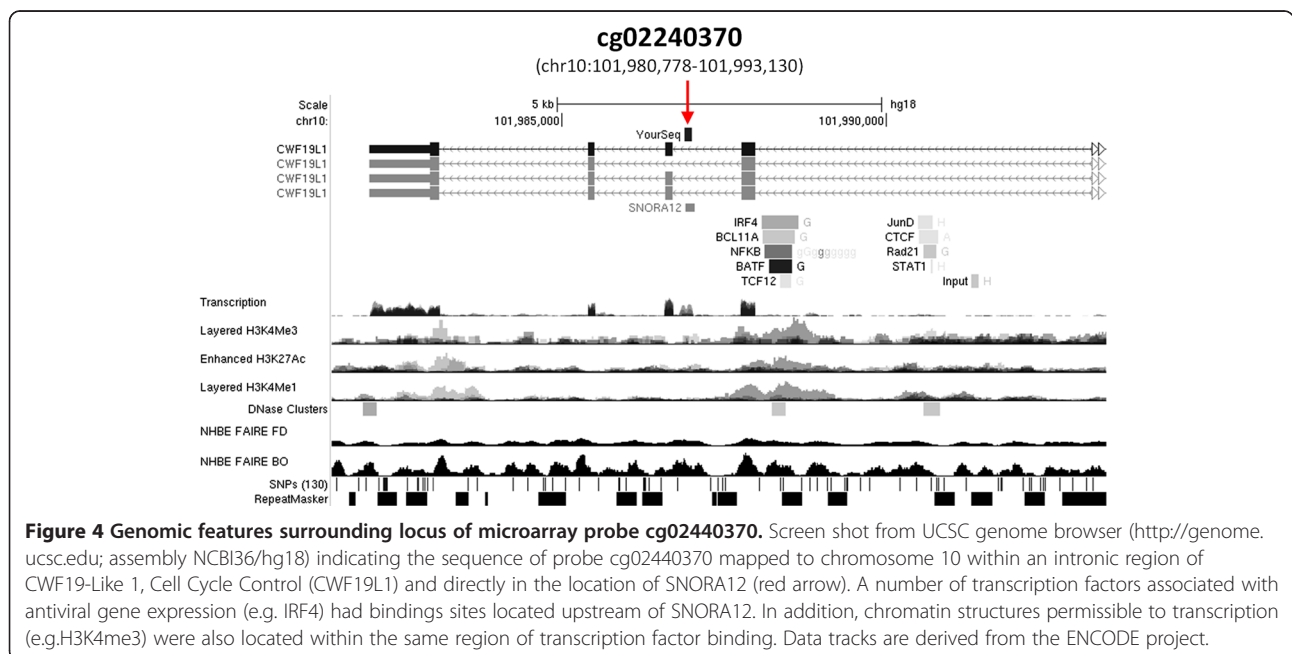 cg02240370
(chr10:101,980,778-101,993,130)
Scale 5 kb hg18
chr10: 101,985,000 101,990,000
YourSeq
CWF19L1
CWF19L1
CWF19L1
CWF19L1
SNORA12
IRF4 G JunD H
BCL11A G CTCF A
NFKB gGgggggggg Rad21 G
BATF G STAT1 H
TCF12 G Input H
Transcription
Layered H3K4Me3
Enhanced H3K27Ac
Layered H3K4Me1
DNase Clusters
NHBE FAIRE FD
NHBE FAIRE BO
SNPs (130)
RepeatMasker
Figure 4 Genomic features surrounding locus of microarray probe cg02440370. Screen shot from UCSC genome browser (http://genome.
ucsc.edu; assembly NCBI36/hg18) indicating the sequence of probe cg02440370 mapped to chromosome 10 within an intronic region of
CWF19-Like 1, Cell Cycle Control (CWF19L1) and directly in the location of SNORA12 (red arrow). A number of transcription factors associated with
antiviral gene expression (e.g. IRF4) had bindings sites located upstream of SNORA12. In addition, chromatin structures permissible to transcription
(e.g.H3K4me3) were also located within the same region of transcription factor binding. Data tracks are derived from the ENCODE project.